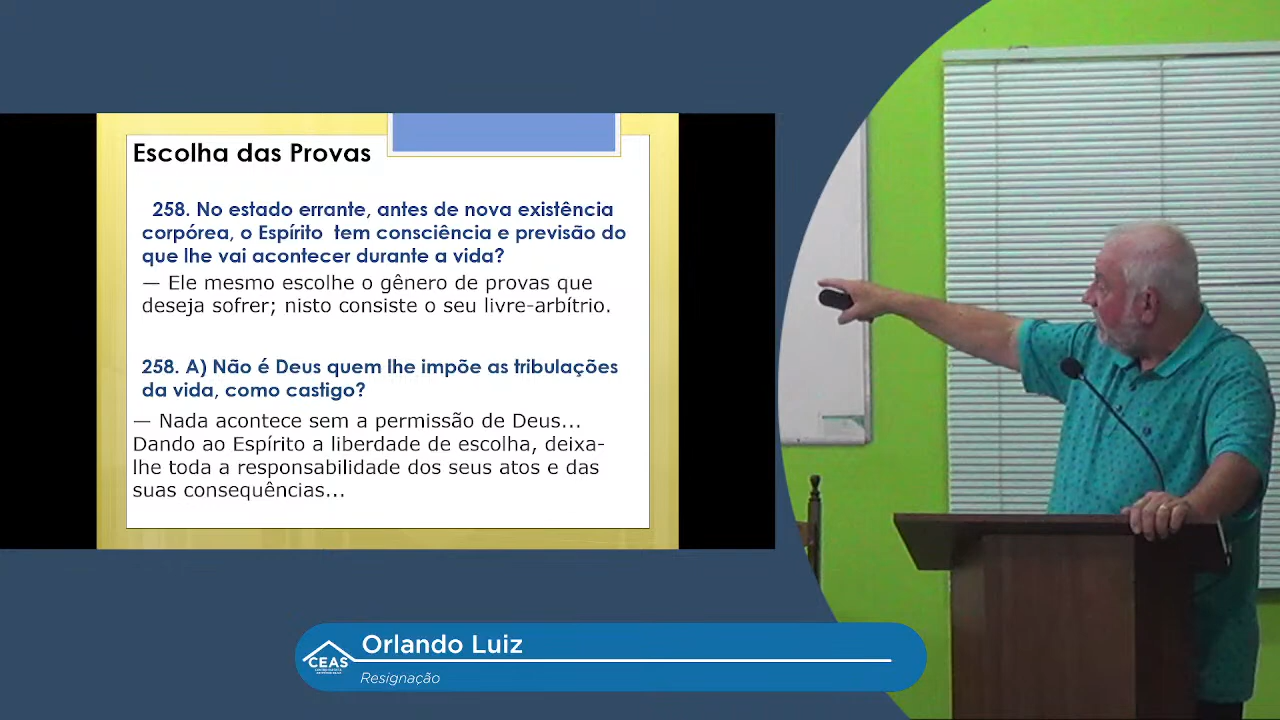 Escolha das Provas
258. No estado errante, antes de nova existência
corpórea, o Espírito tem consciência e previsão do
que lhe vai acontecer durante a vida?
— Ele mesmo escolhe o gênero de provas que
deseja sofrer; nisto consiste o seu livre-arbítrio.
258. A) Não é Deus quem lhe impõe as tribulações
da vida, como castigo?
— Nada acontece sem a permissão de Deus...
Dando ao Espírito a liberdade de escolha, deixa-
lhe toda a responsabilidade dos seus atos e das
suas consequências...
Orlando Luiz
CEAS
Resignação